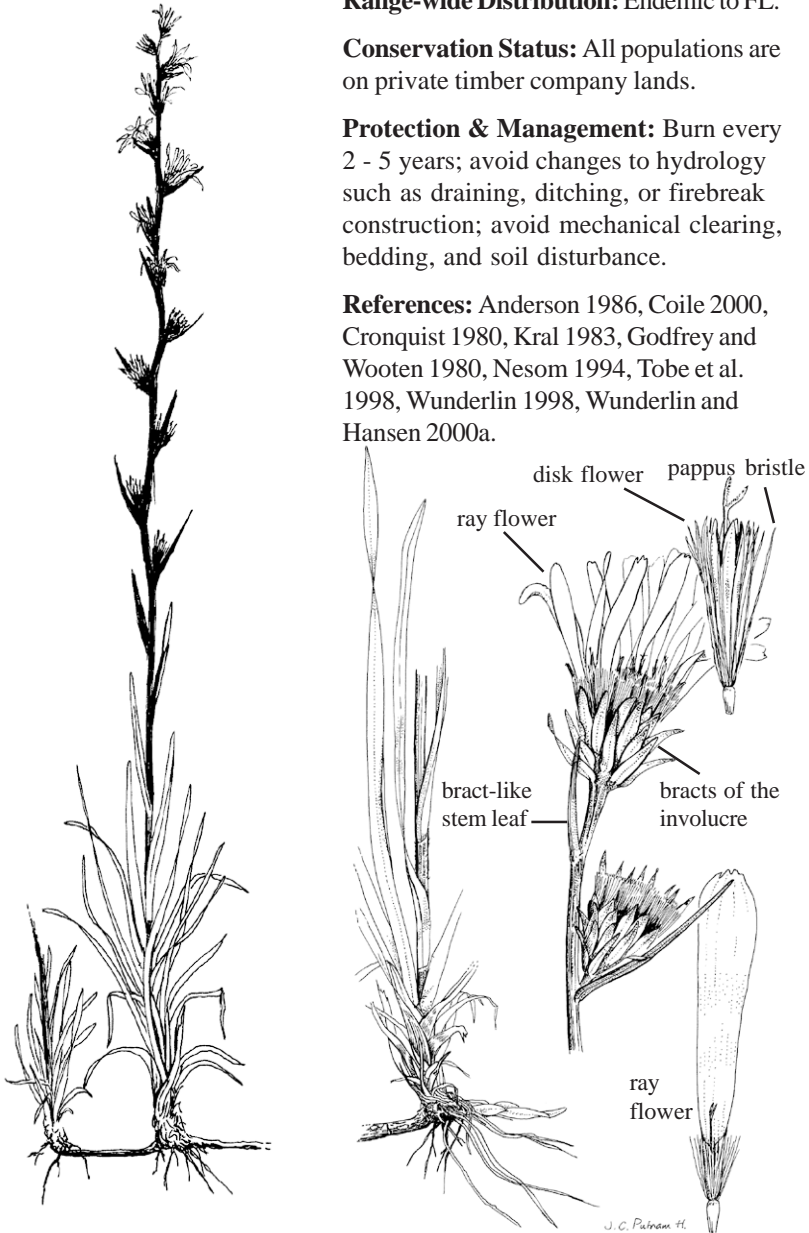 Range-wide Distribution: Endemic to FL.
Conservation Status: All populations are
on private timber company lands.
Protection & Management: Burn every
2 - 5 years; avoid changes to hydrology
such as draining, ditching, or firebreak
construction; avoid mechanical clearing,
bedding, and soil disturbance.
References: Anderson 1986, Coile 2000,
Cronquist 1980, Kral 1983, Godfrey and
Wooten 1980, Nesom 1994, Tobe et al.
1998, Wunderlin 1998, Wunderlin and
Hansen 2000a.
disk flower
pappus bristle
ray flower
bract-like
stem leaf
bracts of the
involucre
ray
flower
J. C. Putnam H.